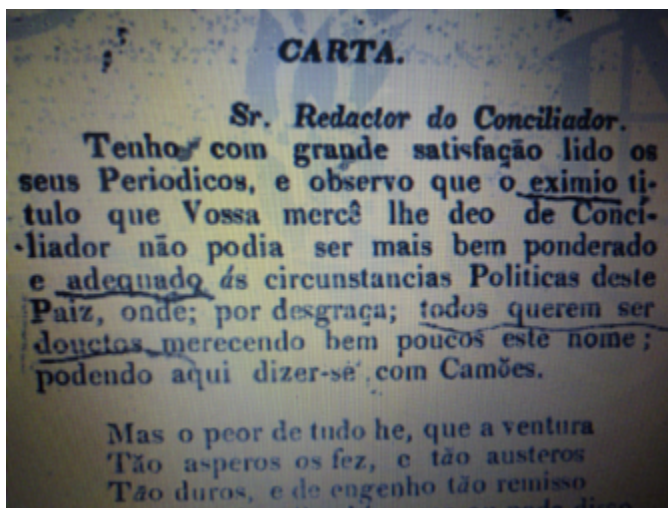 CARTA.
Sr. Redactor do Conciliador.
Tenho com grande satisfação lido os
seus Periodicos, e observo que o eximio ti-
tulo que Vossa mercê lhe deo de Conci-
liador não podia ser mais bem ponderado
e adequado ás circunstancias Politicas deste
Paiz, onde; por desgraça; todos querem ser
douctos merecendo bem poucos este nome;
podendo aqui dizer-se com Camões.
Mas o peor de tudo he, que a ventura
Tão asperos os fez, e tão austeros
Tão duros, e de engenho tão remisso